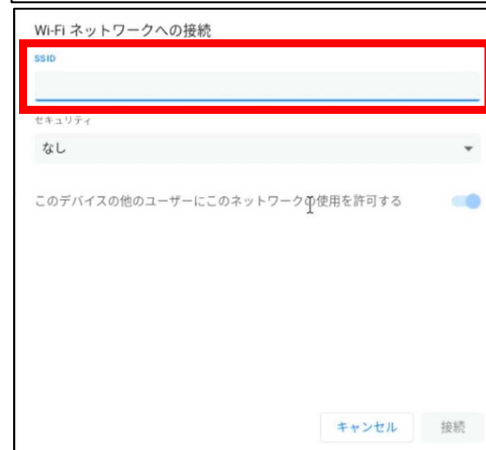 Wi-Fi ネットワークへの接続
SSID
セキュリティ
なし
このデバイスの他のユーザーにこのネットワークの使用を許可する
キャンセル
接続